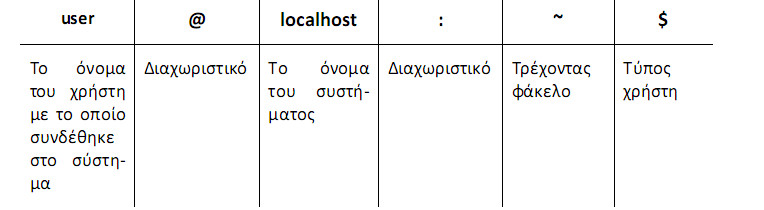 user @ localhost : ~ $
Το όνομα Διαχωριστικό Το όνομα Διαχωριστικό Τρέχοντας Τύπος
του χρήστη του συστή- φάκελο χρήστη
με το οποίο ματος
συνδέθηκε
στο σύστη-
μα